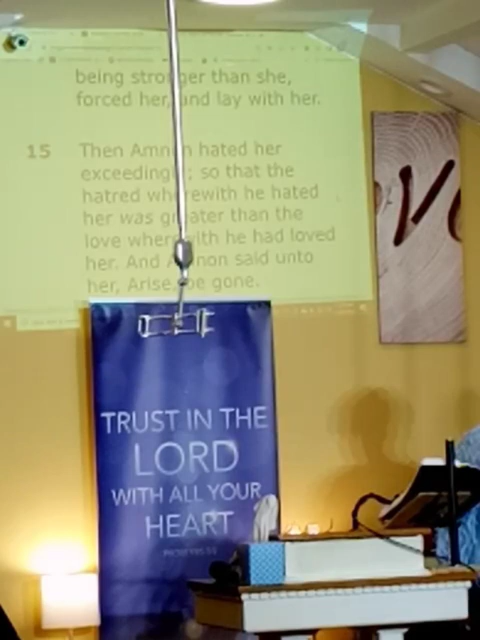 being stronger than she,
forced her, and lay with her.
15 Then Amnon hated her
exceedingly; so that the
hatred wherewith he hated
her was greater than the
love wherewith he had loved
her. And Amnon said unto
her, Arise, be gone.
TRUST IN THE
LORD
WITH ALL YOUR
HEART